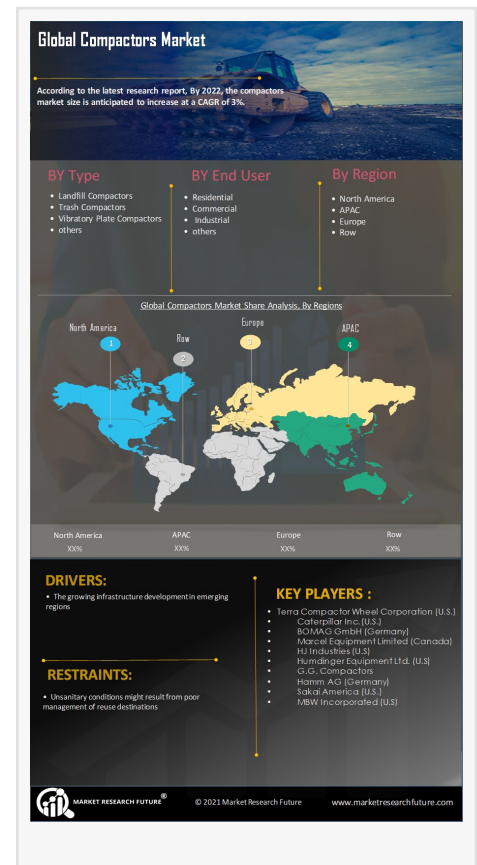 Global Compactors Market
According to the latest research report, By 2022, the compactors
market size is anticipated to increase at a CAGR of 3%.
BY Type
• Landfill Compactors
• Trash Compactors
• Vibratory Plate Compactors
• others
BY End User
• Residential
• Commercial
• Industrial
• others
By Region
• North America
• APAC
• Europe
• Row
Global Compactors Market Share Analysis, By Regions
North America
1
Row
2
Europe
3
APAC
4
North America
APAC
Europe
Row
XX%
XX%
XX%
XX%
DRIVERS:
• The growing infrastructure development in emerging
regions
RESTRAINTS:
• Unsanitary conditions might result from poor
management of reuse destinations
KEY PLAYERS :
• Terra Compactor Wheel Corporation (U.S.)
• Caterpillar Inc. (U.S.)
• BOMAG GmbH (Germany)
• Marcel Equipment Limited (Canada)
• HJ Industries (U.S)
• Humdinger Equipment Ltd. (U.S)
• G.G. Compactors
• Hamm AG (Germany)
• Sakai America (U.S.)
• MBW Incorporated (U.S)
MARKET RESEARCH FUTURE ®
© 2021 Market Research Future
www.marketresearchfuture.com